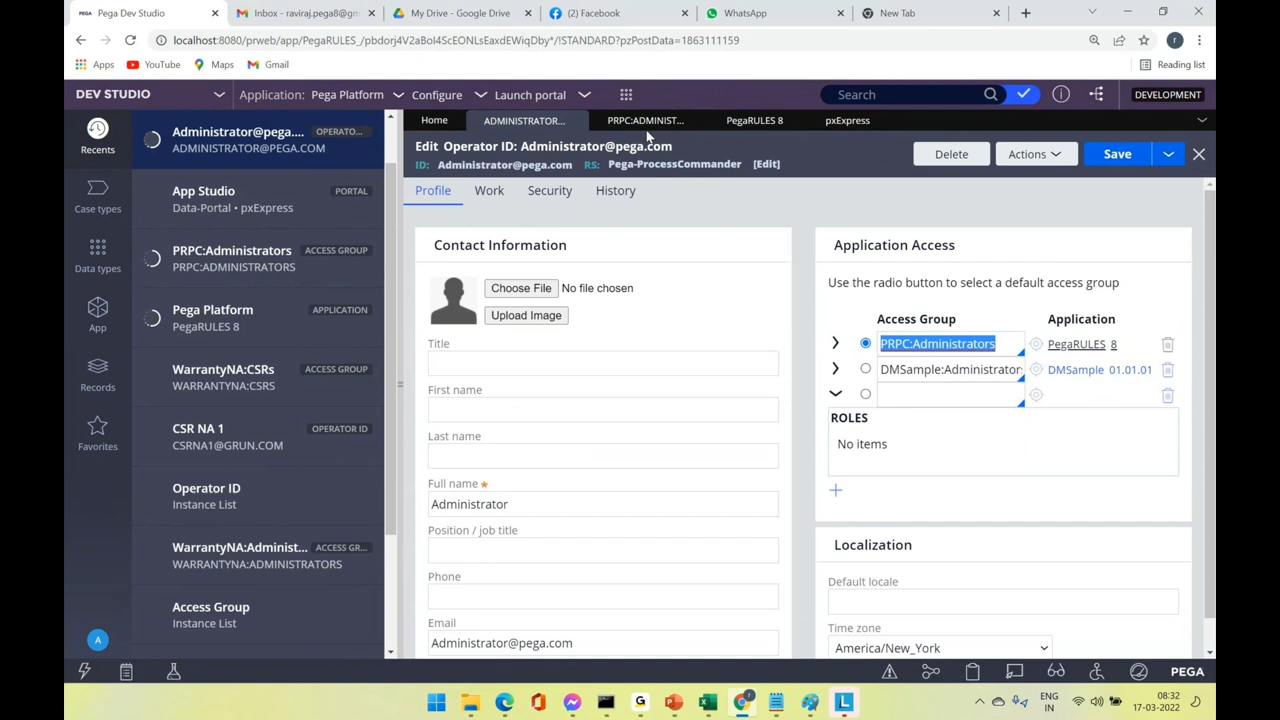 Pega Dev Studio
Inbox - raviraj.pega8@gm
My Drive - Google Drive
(2) Facebook
WhatsApp
New Tab
localhost:8080/prweb/app/PegaRULES_/pbdorj4V2aBol4ScEONLsEaxdEWiqDby*/!STANDARD?pzPostData=1863111159
r
Apps
YouTube
Maps
Gmail
Reading list
DEV STUDIO
Application: Pega Platform
Configure
Launch portal
Search
DEVELOPMENT
Recents
Case types
Data types
App
Records
Favorites
A
Administrator@pega.... OPERATO...
ADMINISTRATOR@PEGA.COM
App Studio PORTAL
Data-Portal • pxExpress
PRPC:Administrators ACCESS GROUP
PRPC:ADMINISTRATORS
Pega Platform APPLICATION
PegaRULES 8
WarrantyNA:CSRs ACCESS GROUP
WARRANTYNA:CSRS
CSR NA 1 OPERATOR ID
CSRNA1@GRUN.COM
Operator ID
Instance List
WarrantyNA:Administ... ACCESS GR...
WARRANTYNA:ADMINISTRATORS
Access Group
Instance List
Home
ADMINISTRATOR...
PRPC:ADMINIST...
PegaRULES 8
pxExpress
Edit Operator ID: Administrator@pega.com
ID: Administrator@pega.com RS: Pega-ProcessCommander [Edit]
Delete
Actions
Save
Profile
Work
Security
History
Contact Information
Choose File No file chosen
Upload Image
Title
First name
Last name
Full name ★
Administrator
Position / job title
Phone
Email
Administrator@pega.com
Application Access
Use the radio button to select a default access group
Access Group Application
PRPC:Administrators PegaRULES 8
DMSample:Administrators DMSample 01.01.01
ROLES
No items
Localization
Default locale
Time zone
America/New_York
PEGA
ENG
IN
08:32
17-03-2022